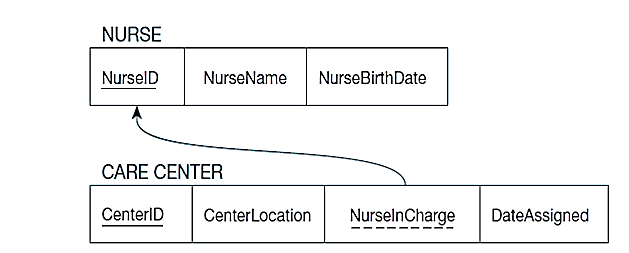 NURSE
NurseID NurseName NurseBirthDate
CARE CENTER
CenterID CenterLocation NurseInCharge DateAssigned